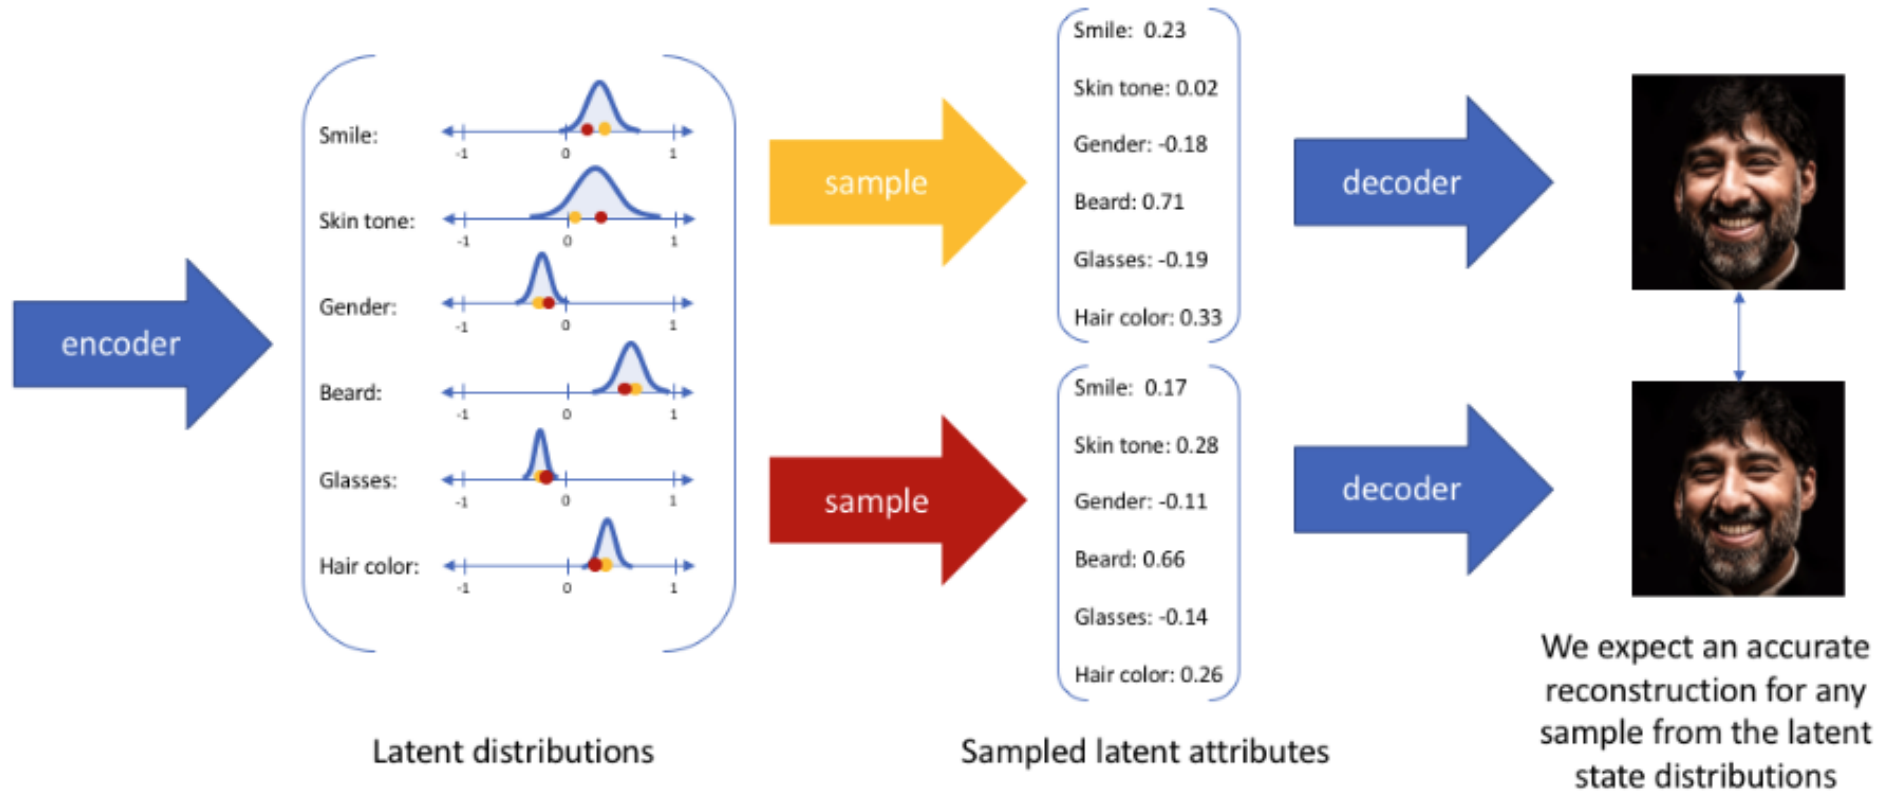 encoder
Smile:
-1 0 1
Skin tone:
-1 0 1
Gender:
-1 0 1
Beard:
-1 0 1
Glasses:
-1 0 1
Hair color:
-1 0 1
Latent distributions
sample
sample
Smile: 0.23
Skin tone: 0.02
Gender: -0.18
Beard: 0.71
Glasses: -0.19
Hair color: 0.33
Smile: 0.17
Skin tone: 0.28
Gender: -0.11
Beard: 0.66
Glasses: -0.14
Hair color: 0.26
Sampled latent attributes
decoder
decoder
We expect an accurate
reconstruction for any
sample from the latent
state distributions